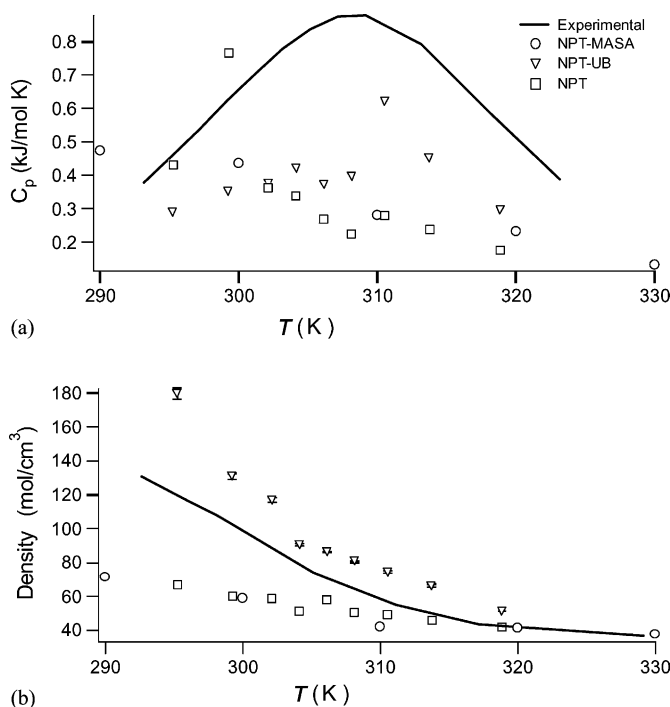 Experimental
NPT-MASA
NPT-UB
NPT
0.8
0.7
0.6
0.5
0.4
0.3
0.2
Cp (kJ/mol K)
290 300 310 320 330
(a)
T (K)
180
160
140
120
100
80
60
40
Density (mol/cm³)
290 300 310 320 330
(b)
T (K)